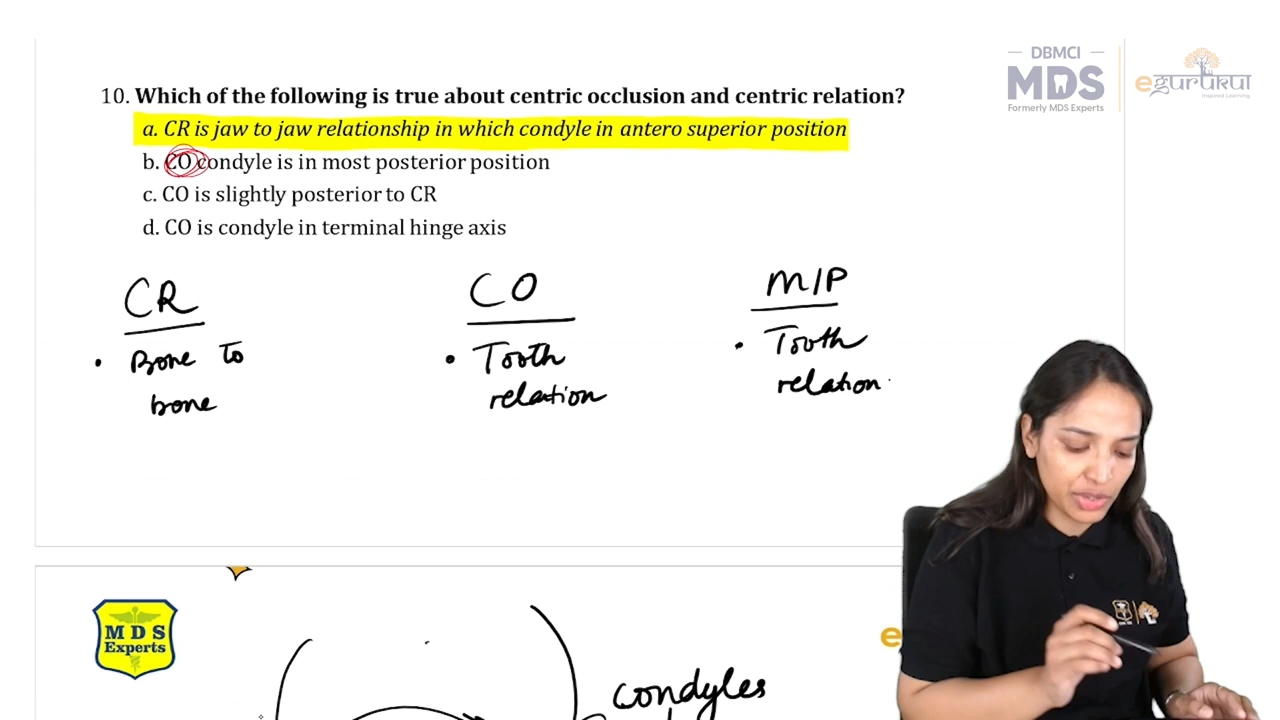 DBMCI
MDS
Formerly MDS Experts
egurukul
Inspired Learning
10. Which of the following is true about centric occlusion and centric relation?
a. CR is jaw to jaw relationship in which condyle in antero superior position
b. CO condyle is in most posterior position
c. CO is slightly posterior to CR
d. CO is condyle in terminal hinge axis
CR
CO
MIP
• Bone to
bone
• Tooth
relation
• Tooth
relation
MDS
Experts
e
condyles